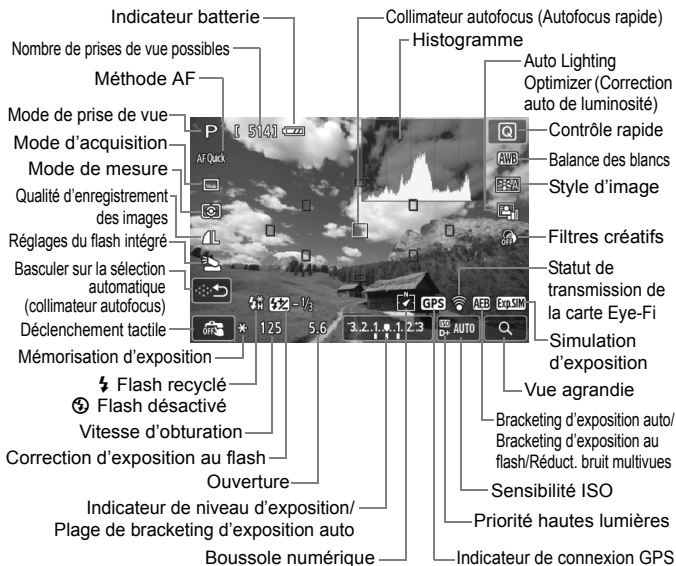 Indicateur batterie
Nombre de prises de vue possibles
Méthode AF
Mode de prise de vue
Mode d'acquisition
Mode de mesure
Qualité d'enregistrement
des images
Réglages du flash intégré
Basculer sur la sélection
automatique
(collimateur autofocus)
Déclenchement tactile
Mémorisation d'exposition
Flash recyclé
Flash désactivé
Vitesse d'obturation
Correction d'exposition au flash
Ouverture
Indicateur de niveau d'exposition/
Plage de bracketing d'exposition auto
Boussole numérique
Collimateur autofocus (Autofocus rapide)
Histogramme
Auto Lighting
Optimizer (Correction
auto de luminosité)
Contrôle rapide
Balance des blancs
Style d'image
Filtres créatifs
Statut de
transmission de
la carte Eye-Fi
Simulation
d'exposition
Vue agrandie
Bracketing d'exposition auto/
Bracketing d'exposition au
flash/Réduct. bruit multivues
Sensibilité ISO
Priorité hautes lumières
Indicateur de connexion GPS
P [ 514]
Q
AF Quick
AWB
A
L
OFF
H -1/3
N GPS AEB Exp.SIM
OFF * 125 5.6 3..2..1..1..2..3 ISO D+ AUTO